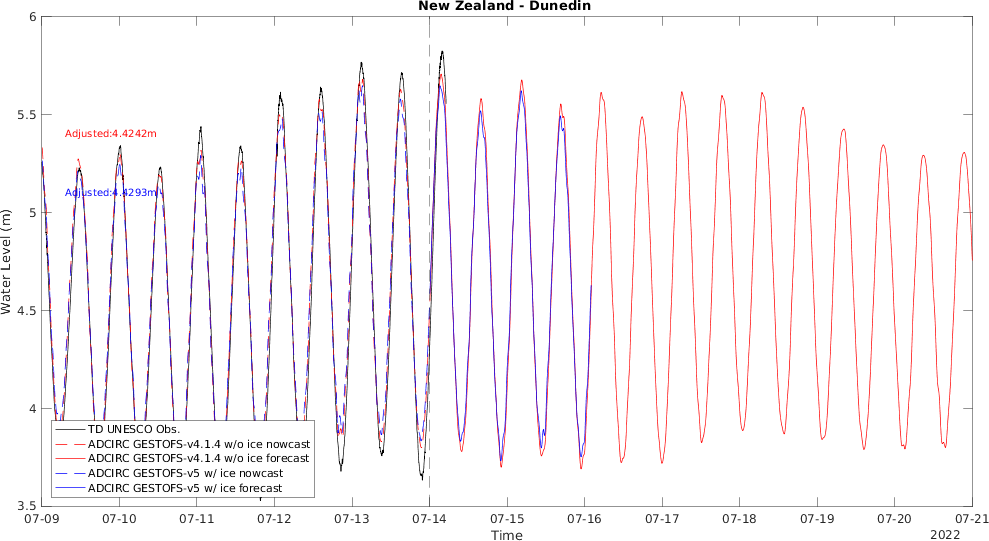 New Zealand - Dunedin
6
5.5
5
4.5
4
3.5
Water Level (m)
Adjusted:4.4242m
Adjusted:4.4293m
TD UNESCO Obs.
ADCIRC GESTOFS-v4.1.4 w/o ice nowcast
ADCIRC GESTOFS-v4.1.4 w/o ice forecast
ADCIRC GESTOFS-v5 w/ ice nowcast
ADCIRC GESTOFS-v5 w/ ice forecast
07-09 07-10 07-11 07-12 07-13 07-14 07-15 07-16 07-17 07-18 07-19 07-20 07-21
Time
2022